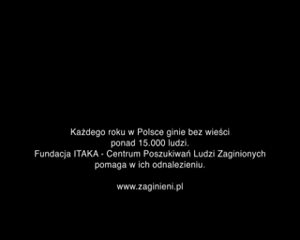 Każdego roku w Polsce ginie bez wieści
ponad 15.000 ludzi.
Fundacja ITAKA - Centrum Poszukiwań Ludzi Zaginionych
pomaga w ich odnalezieniu.
www.zaginieni.pl